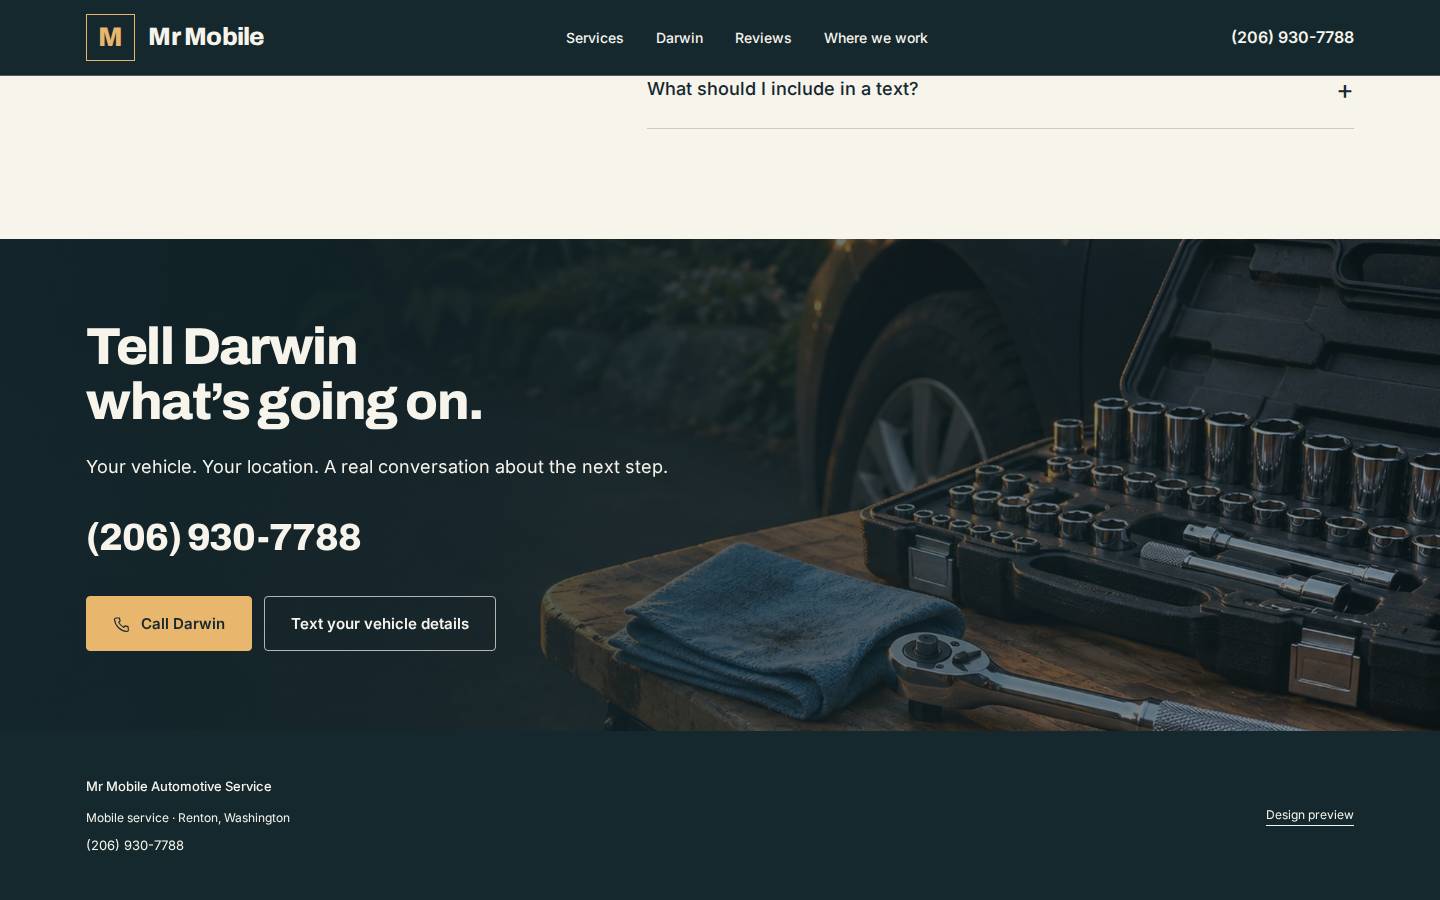 M
Mr Mobile
Services
Darwin
Reviews
Where we work
(206) 930-7788
What should I include in a text?
+
Tell Darwin
what’s going on.
Your vehicle. Your location. A real conversation about the next step.
(206) 930-7788
Call Darwin
Text your vehicle details
Mr Mobile Automotive Service
Mobile service · Renton, Washington
(206) 930-7788
Design preview